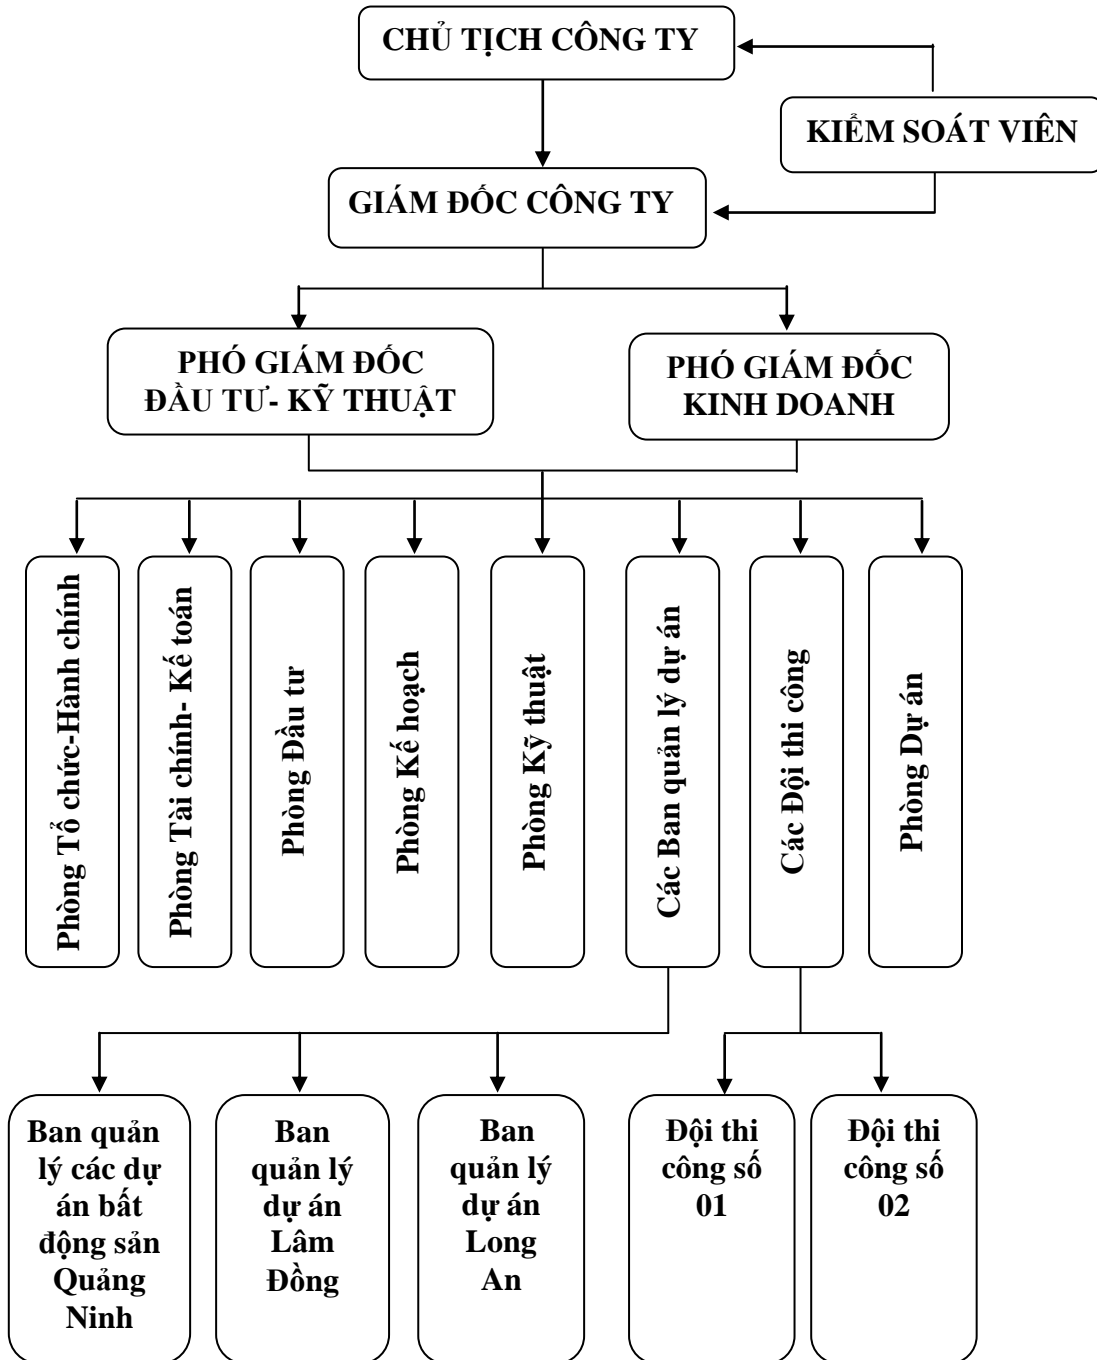 CHỦ TỊCH CÔNG TY
KIỂM SOÁT VIÊN
GIÁM ĐỐC CÔNG TY
PHÓ GIÁM ĐỐC
ĐẦU TƯ- KỸ THUẬT
PHÓ GIÁM ĐỐC
KINH DOANH
Phòng Tổ chức-Hành chính
Phòng Tài chính- Kế toán
Phòng Đầu tư
Phòng Kế hoạch
Phòng Kỹ thuật
Các Ban quản lý dự án
Các Đội thi công
Phòng Dự án
Ban quản
lý các dự
án bất
động sản
Quảng
Ninh
Ban
quản lý
dự án
Lâm
Đồng
Ban
quản lý
dự án
Long
An
Đội thi
công số
01
Đội thi
công số
02